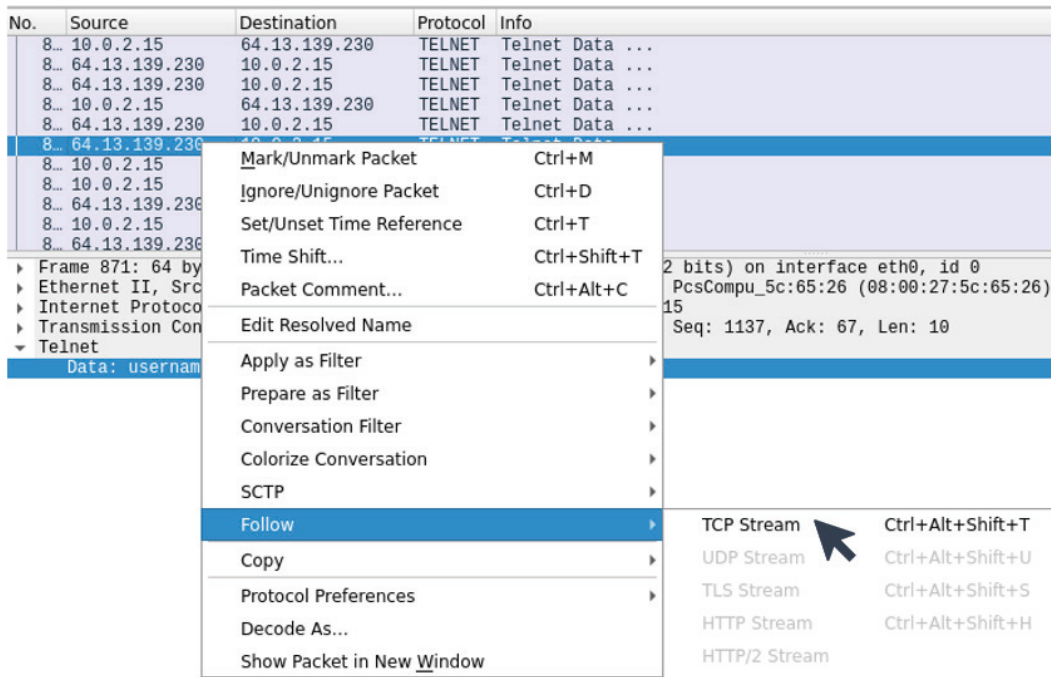 No. Source Destination Protocol Info
8… 10.0.2.15 64.13.139.230 TELNET Telnet Data ...
8… 64.13.139.230 10.0.2.15 TELNET Telnet Data ...
8… 64.13.139.230 10.0.2.15 TELNET Telnet Data ...
8… 10.0.2.15 64.13.139.230 TELNET Telnet Data ...
8… 64.13.139.230 10.0.2.15 TELNET Telnet Data ...
8… 64.13.139.230 10.0.2.15 TELNET Telnet Data
8… 10.0.2.15
8… 10.0.2.15
8… 64.13.139.230
8… 10.0.2.15
8… 64.13.139.230
Mark/Unmark Packet Ctrl+M
Ignore/Unignore Packet Ctrl+D
Set/Unset Time Reference Ctrl+T
Time Shift... Ctrl+Shift+T
Packet Comment... Ctrl+Alt+C
Edit Resolved Name
Apply as Filter
Prepare as Filter
Conversation Filter
Colorize Conversation
SCTP
Follow
Copy
Protocol Preferences
Decode As...
Show Packet in New Window
Frame 871: 64 by 2 bits) on interface eth0, id 0
Ethernet II, Src PcsCompu_5c:65:26 (08:00:27:5c:65:26)
Internet Protoco 15
Transmission Con Seq: 1137, Ack: 67, Len: 10
Telnet
Data: usernam
TCP Stream Ctrl+Alt+Shift+T
UDP Stream Ctrl+Alt+Shift+U
TLS Stream Ctrl+Alt+Shift+S
HTTP Stream Ctrl+Alt+Shift+H
HTTP/2 Stream